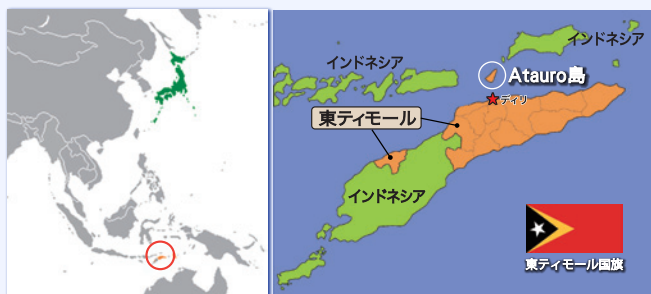 インドネシア
インドネシア
Atauro島
ディリ
東ティモール
インドネシア
東ティモール国旗